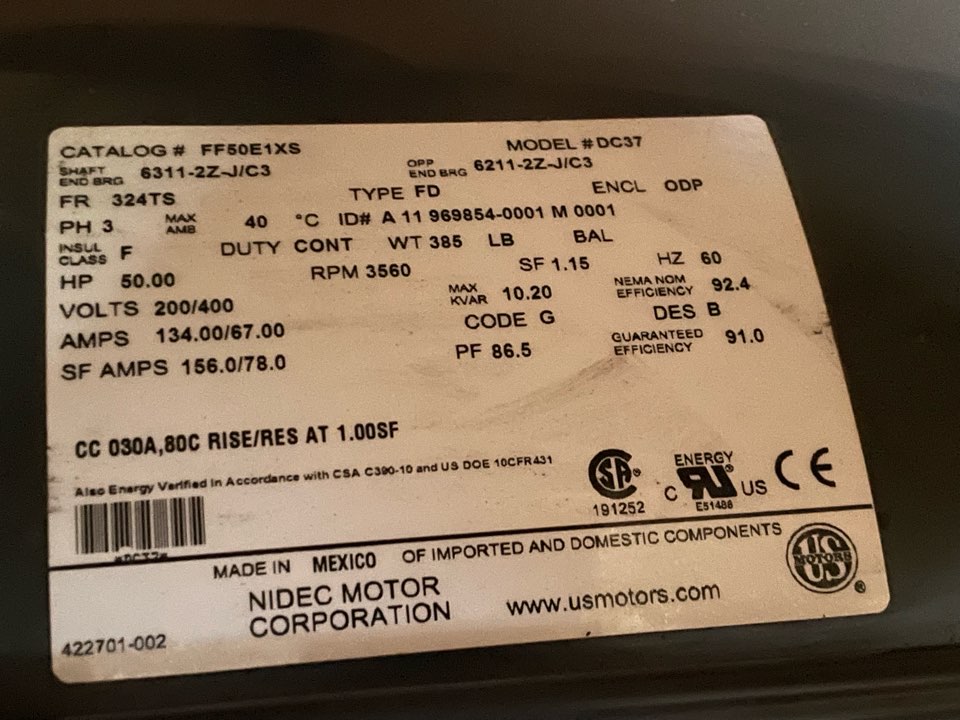 CATALOG # FF50E1XS MODEL # DC37
SHAFT END BRG 6311-2Z-J/C3 OPP END BRG 6211-2Z-J/C3
FR 324TS TYPE FD ENCL ODP
PH 3 MAX AMB 40 °C ID# A 11 969854-0001 M 0001
INSUL CLASS F DUTY CONT WT 385 LB BAL
HP 50.00 RPM 3560 SF 1.15 HZ 60
VOLTS 200/400 MAX KVAR 10.20 NEMA NOM EFFICIENCY 92.4
AMPS 134.00/67.00 CODE G DES B
SF AMPS 156.0/78.0 PF 86.5 GUARANTEED EFFICIENCY 91.0
CC 030A,80C RISE/RES AT 1.00SF
Also Energy Verified in Accordance with CSA C390-10 and US DOE 10CFR431
SA ® 191252
ENERGY C RU ® US E51488
CE
MADE IN MEXICO OF IMPORTED AND DOMESTIC COMPONENTS
NIDEC MOTOR CORPORATION
www.usmotors.com
US MOTORS ®
422701-002